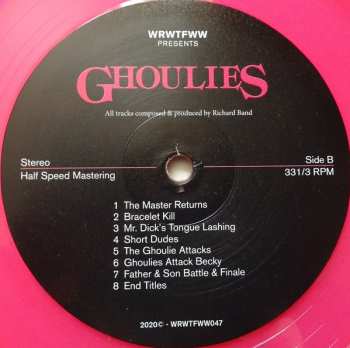 WRWTFWW
PRESENTS
GHOULIES
All tracks composed & produced by Richard Band
Stereo
Side B
Half Speed Mastering
331/3 RPM
1 The Master Returns
2 Bracelet Kill
3 Mr. Dick's Tongue Lashing
4 Short Dudes
5 The Ghoulie Attacks
6 Ghoulies Attack Becky
7 Father & Son Battle & Finale
8 End Titles
2020© - WRWTFWW047